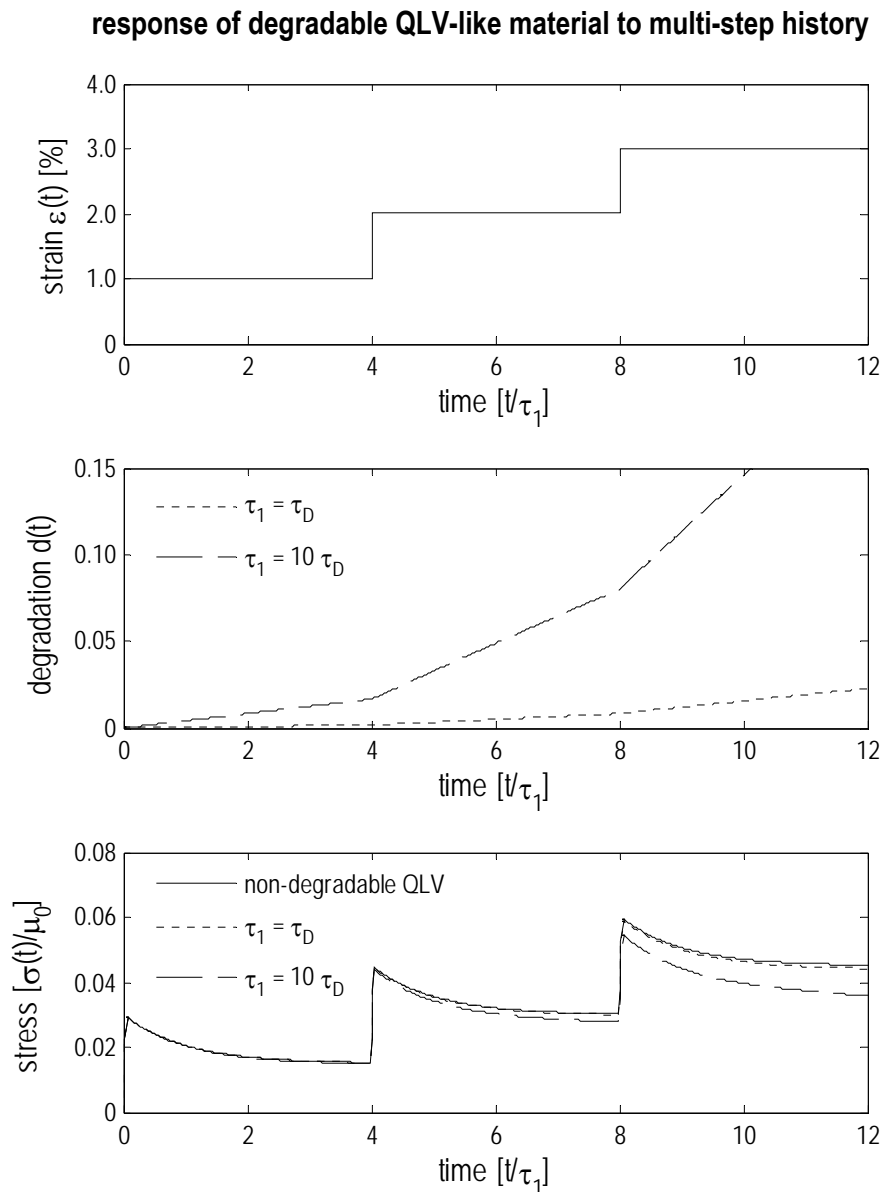 response of degradable QLV-like material to multi-step history
4.0
3.0
2.0
1.0
0
strain ε(t) [%]
0 2 4 6 8 10 12
time [t/τ1]
0.15
0.10
0.05
0
degradation d(t)
τ1 = τD
τ1 = 10 τD
0 2 4 6 8 10 12
time [t/τ1]
0.08
0.06
0.04
0.02
0
stress [σ(t)/μ0]
non-degradable QLV
τ1 = τD
τ1 = 10 τD
0 2 4 6 8 10 12
time [t/τ1]